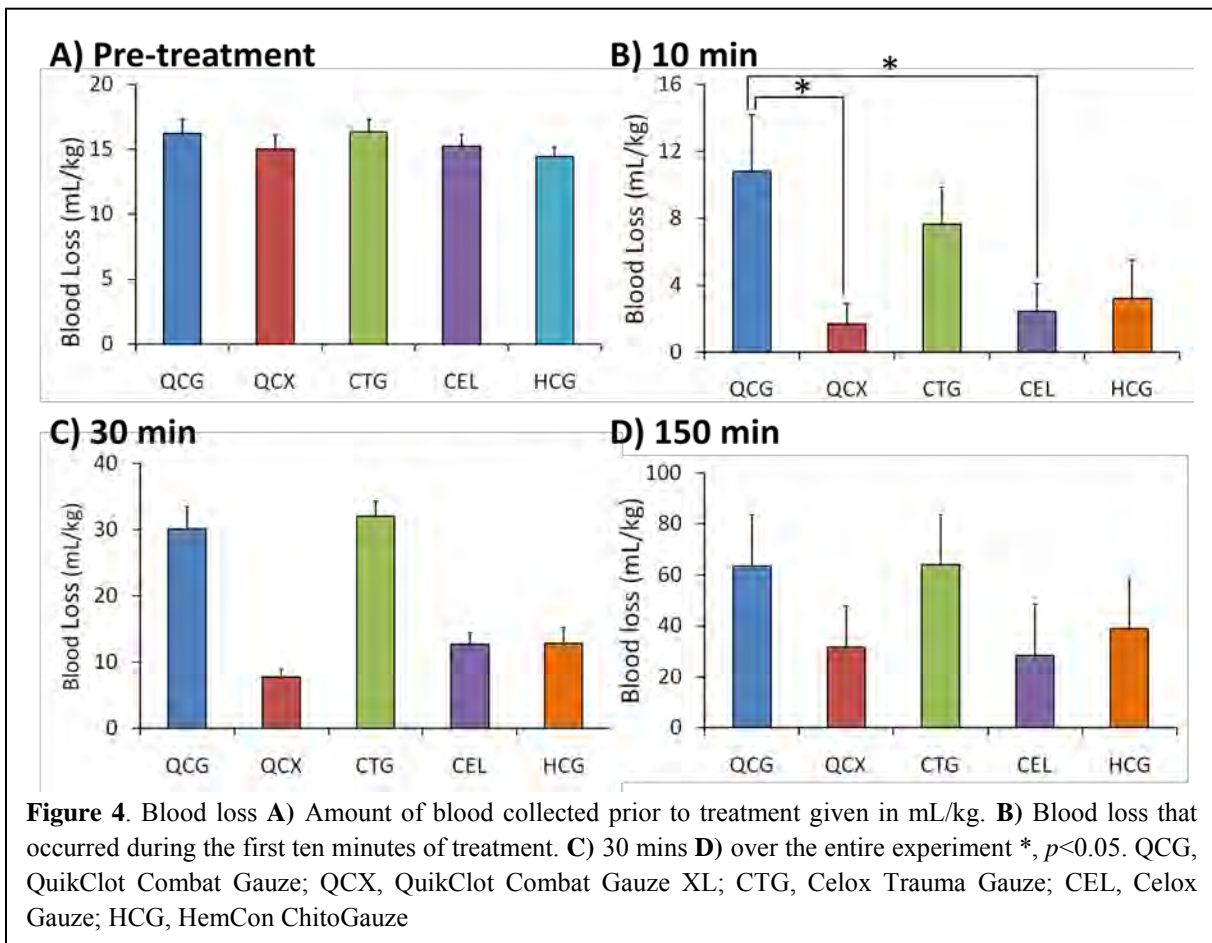 A) Pre-treatment
Blood Loss (mL/kg)
20
15
10
5
0
QCG QCX CTG CEL HCG
B) 10 min
Blood Loss (mL/kg)
16
12
8
4
0
* *
QCG QCX CTG CEL HCG
C) 30 min
Blood Loss (mL/kg)
40
30
20
10
0
QCG QCX CTG CEL HCG
D) 150 min
Blood loss (mL/kg)
100
80
60
40
20
0
QCG QCX CTG CEL HCG
Figure 4. Blood loss A) Amount of blood collected prior to treatment given in mL/kg. B) Blood loss that
occurred during the first ten minutes of treatment. C) 30 mins D) over the entire experiment *, p<0.05. QCG,
QuikClot Combat Gauze; QCX, QuikClot Combat Gauze XL; CTG, Celox Trauma Gauze; CEL, Celox
Gauze; HCG, HemCon ChitoGauze